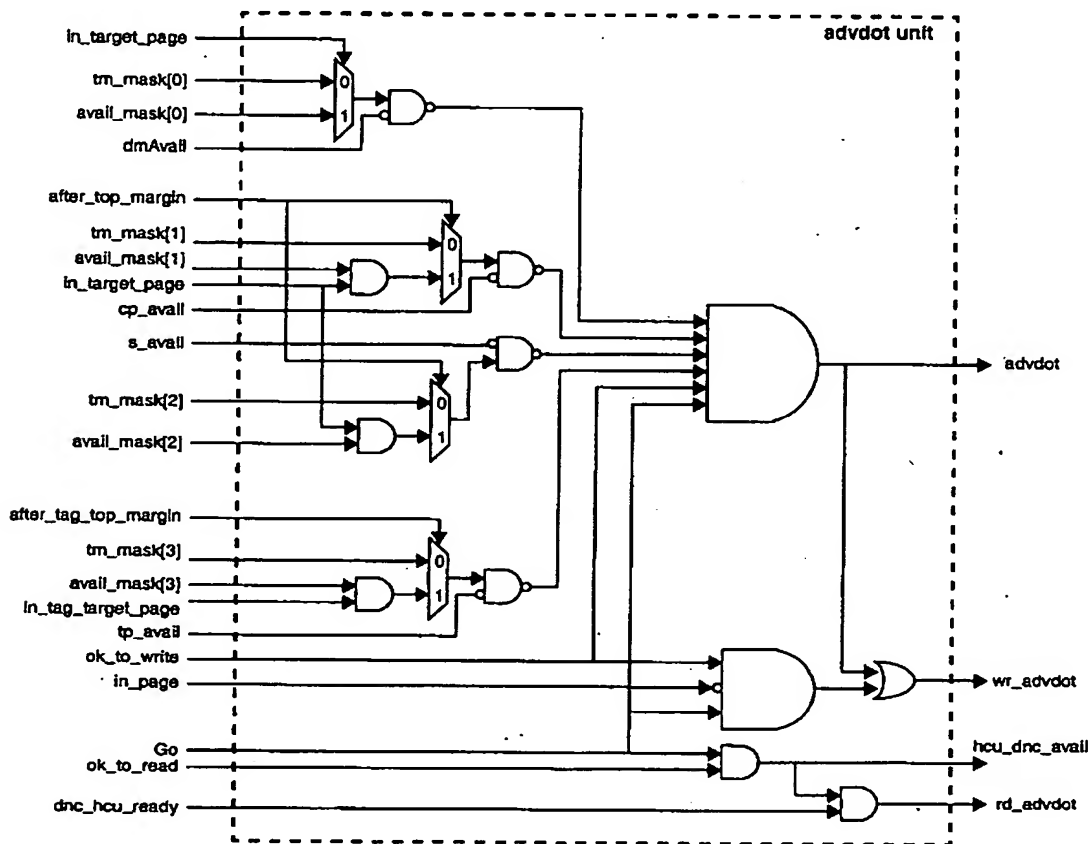 advdot unit
in_target_page
tm_mask[0]
0
avail_mask[0]
1
dmAvail
after_top_margin
tm_mask[1]
0
avail_mask[1]
1
in_target_page
cp_avail
s_avail
advdot
tm_mask[2]
0
avail_mask[2]
1
after_tag_top_margin
tm_mask[3]
0
avail_mask[3]
1
in_tag_target_page
tp_avail
ok_to_write
in_page
wr_advdot
Go
hcu_dnc_avail
ok_to_read
dnc_hcu_ready
rd_advdot